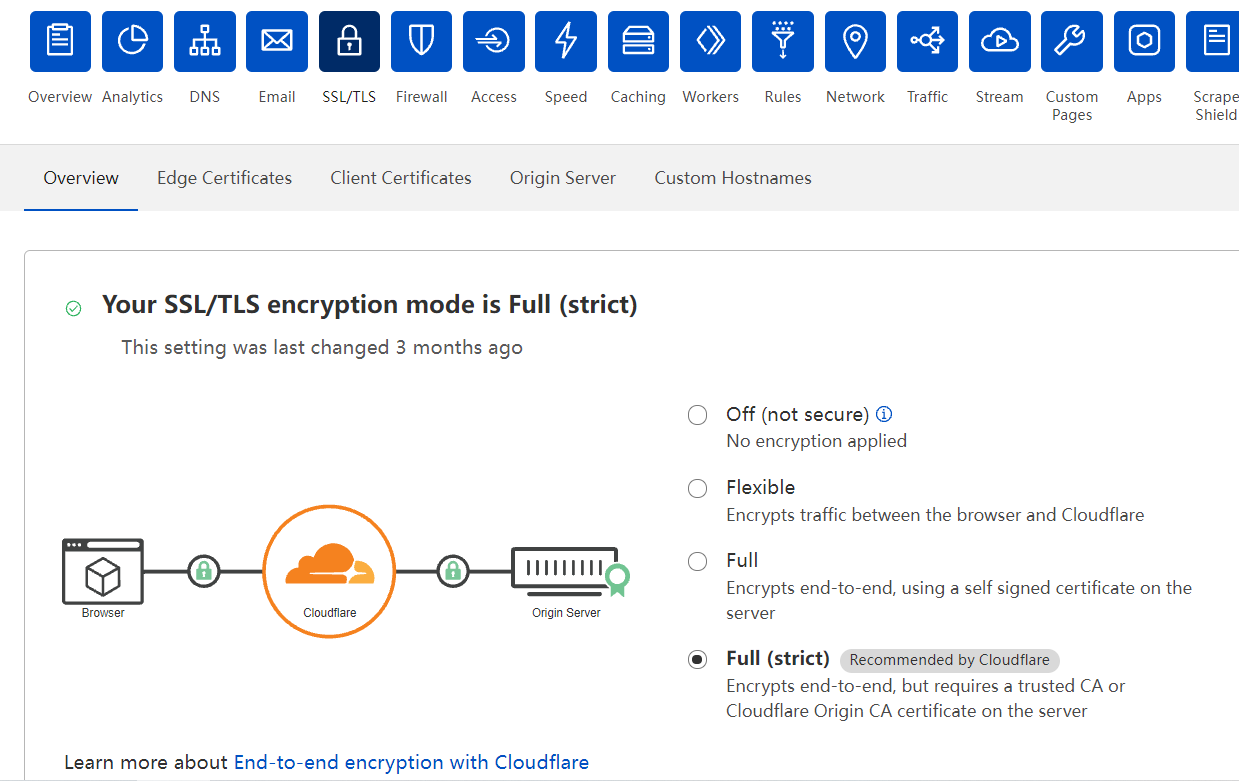 Overview Analytics DNS Email SSL/TLS Firewall Access Speed Caching Workers Rules Network Traffic Stream Custom Pages Apps Scrape Shield
Overview Edge Certificates Client Certificates Origin Server Custom Hostnames
Your SSL/TLS encryption mode is Full (strict)
This setting was last changed 3 months ago
Browser
Cloudflare
Origin Server
Off (not secure)
No encryption applied
Flexible
Encrypts traffic between the browser and Cloudflare
Full
Encrypts end-to-end, using a self signed certificate on the
server
Full (strict) Recommended by Cloudflare
Encrypts end-to-end, but requires a trusted CA or
Cloudflare Origin CA certificate on the server
Learn more about End-to-end encryption with Cloudflare